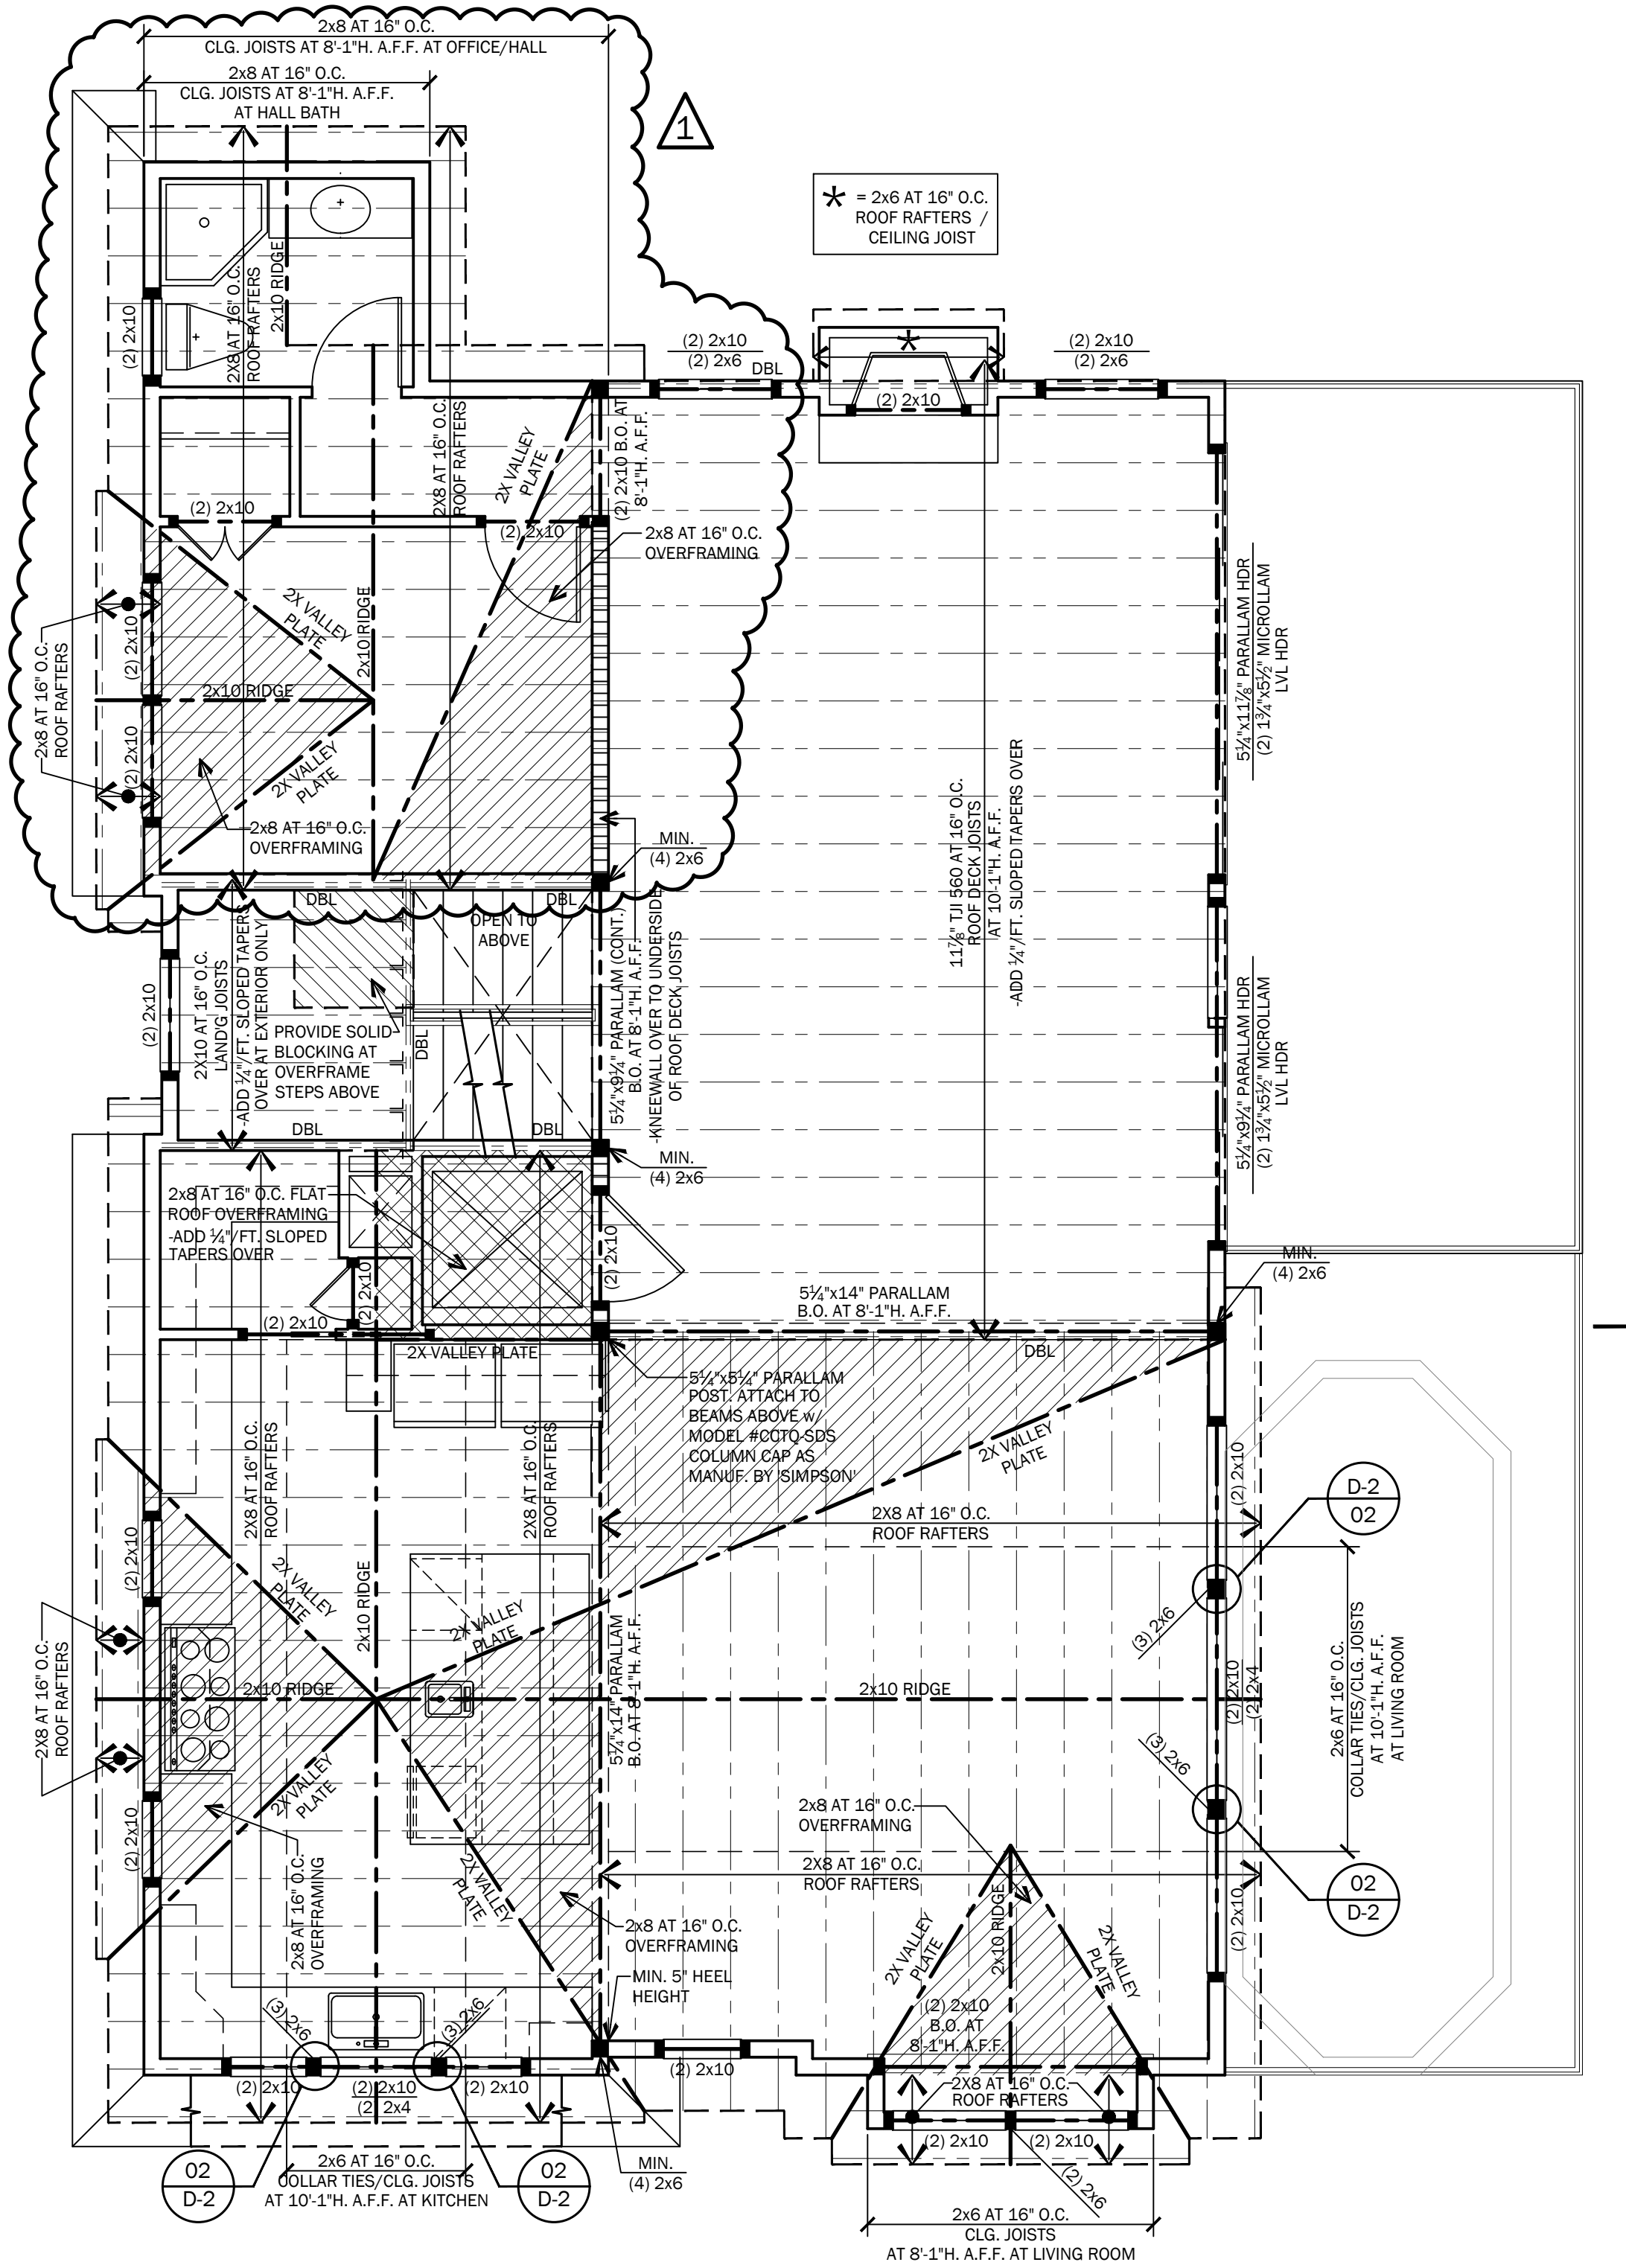 2x8 AT 16" O.C.
CLG. JOISTS AT 8'-1"H. A.F.F. AT OFFICE/HALL
2x8 AT 16" O.C.
CLG. JOISTS AT 8'-1"H. A.F.F.
AT HALL BATH
1
* = 2x6 AT 16" O.C.
ROOF RAFTERS /
CEILING JOIST
2X8 AT 16" O.C.
ROOF RAFTERS
2x10 RIDGE
(2) 2x10
(2) 2x10
(2) 2x6
DBL
*
(2) 2x10
(2) 2x10
(2) 2x6
2X8 AT 16" O.C.
ROOF RAFTERS
2X VALLEY
PLATE
(2) 2x10 B.O. AT
8'-1"H. A.F.F.
(2) 2x10
(2) 2x10
2x8 AT 16" O.C.
OVERFRAMING
2X VALLEY
PLATE
2x10 RIDGE
2x8 AT 16" O.C.
ROOF RAFTERS
(2) 2x10
(2) 2x10
2x10 RIDGE
2X VALLEY
PLATE
2x8 AT 16" O.C.
OVERFRAMING
5¼"x11⅞" PARALLAM HDR
(2) 1¾"x5½" MICROLLAM
LVL HDR
11⅞" TJI 560 AT 16" O.C.
ROOF DECK JOISTS
AT 10'-1"H. A.F.F.
-ADD ¼"/FT. SLOPED TAPERS OVER
MIN.
(4) 2x6
DBL
DBL
OPEN TO
ABOVE
(2) 2x10
2X10 AT 16" O.C.
LANDG JOISTS
-ADD ¼"/FT. SLOPED TAPERS
OVER AT EXTERIOR ONLY
PROVIDE SOLID
BLOCKING AT
OVERFRAME
STEPS ABOVE
DBL
5¼"x9¼" PARALLAM (CONT.)
B.O. AT 8'-1"H. A.F.F.
-KNEEWALL OVER TO UNDERSIDE
OF ROOF DECK JOISTS
5¼"x9¼" PARALLAM HDR
(2) 1¾"x5½" MICROLLAM
LVL HDR
DBL
DBL
MIN.
(4) 2x6
2x8 AT 16" O.C. FLAT
ROOF OVERFRAMING
-ADD ¼"/FT. SLOPED
TAPERS OVER
(2) 2x10
(2) 2x10
(2) 2x10
MIN.
(4) 2x6
5¼"x14" PARALLAM
B.O. AT 8'-1"H. A.F.F.
2X VALLEY PLATE
DBL
5¼"x5¼" PARALLAM
POST. ATTACH TO
BEAMS ABOVE w/
MODEL #CCTQ-SDS
COLUMN CAP AS
MANUF. BY 'SIMPSON'
2X VALLEY
PLATE
2X8 AT 16" O.C.
ROOF RAFTERS
2X8 AT 16" O.C.
ROOF RAFTERS
(2) 2x10
D-2
02
2X8 AT 16" O.C.
ROOF RAFTERS
(2) 2x10
2X VALLEY
PLATE
2x10 RIDGE
2X VALLEY
PLATE
(3) 2x6
2X8 AT 16" O.C.
ROOF RAFTERS
2x10 RIDGE
5¼"x14" PARALLAM
B.O. AT 8'-1"H. A.F.F.
2x10 RIDGE
(2) 2x10
(2) 2x4
2x6 AT 16" O.C.
COLLAR TIES/CLG. JOISTS
AT 10'-1"H. A.F.F.
AT LIVING ROOM
(3) 2x6
2X VALLEY
PLATE
(2) 2x10
2x8 AT 16" O.C.
OVERFRAMING
2X8 AT 16" O.C.
ROOF RAFTERS
02
D-2
2X VALLEY
PLATE
2x8 AT 16" O.C.
OVERFRAMING
2x8 AT 16" O.C.
OVERFRAMING
(2) 2x10
2X VALLEY
PLATE
2x10 RIDGE
2X VALLEY
PLATE
MIN. 5" HEEL
HEIGHT
(3) 2x6
(3) 2x6
(2) 2x10
B.O. AT
8'-1"H. A.F.F.
(2) 2x10
(2) 2x10
(2) 2x10
(2) 2x4
(2) 2x10
2X8 AT 16" O.C.
ROOF RAFTERS
(2) 2x10
(2) 2x10
(2) 2x6
02
D-2
2x6 AT 16" O.C.
COLLAR TIES/CLG. JOISTS
AT 10'-1"H. A.F.F. AT KITCHEN
02
D-2
MIN.
(4) 2x6
2x6 AT 16" O.C.
CLG. JOISTS
AT 8'-1"H. A.F.F. AT LIVING ROOM